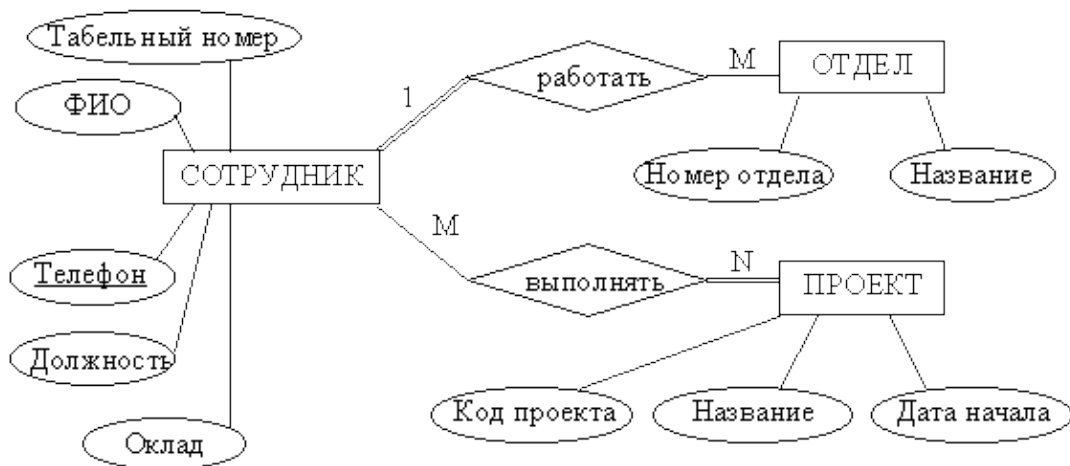 Табельный номер
ФИО
СОТРУДНИК
Телефон
Должность
Оклад
1
работать
М
ОТДЕЛ
Номер отдела
Название
М
выполнять
N
ПРОЕКТ
Код проекта
Название
Дата начала